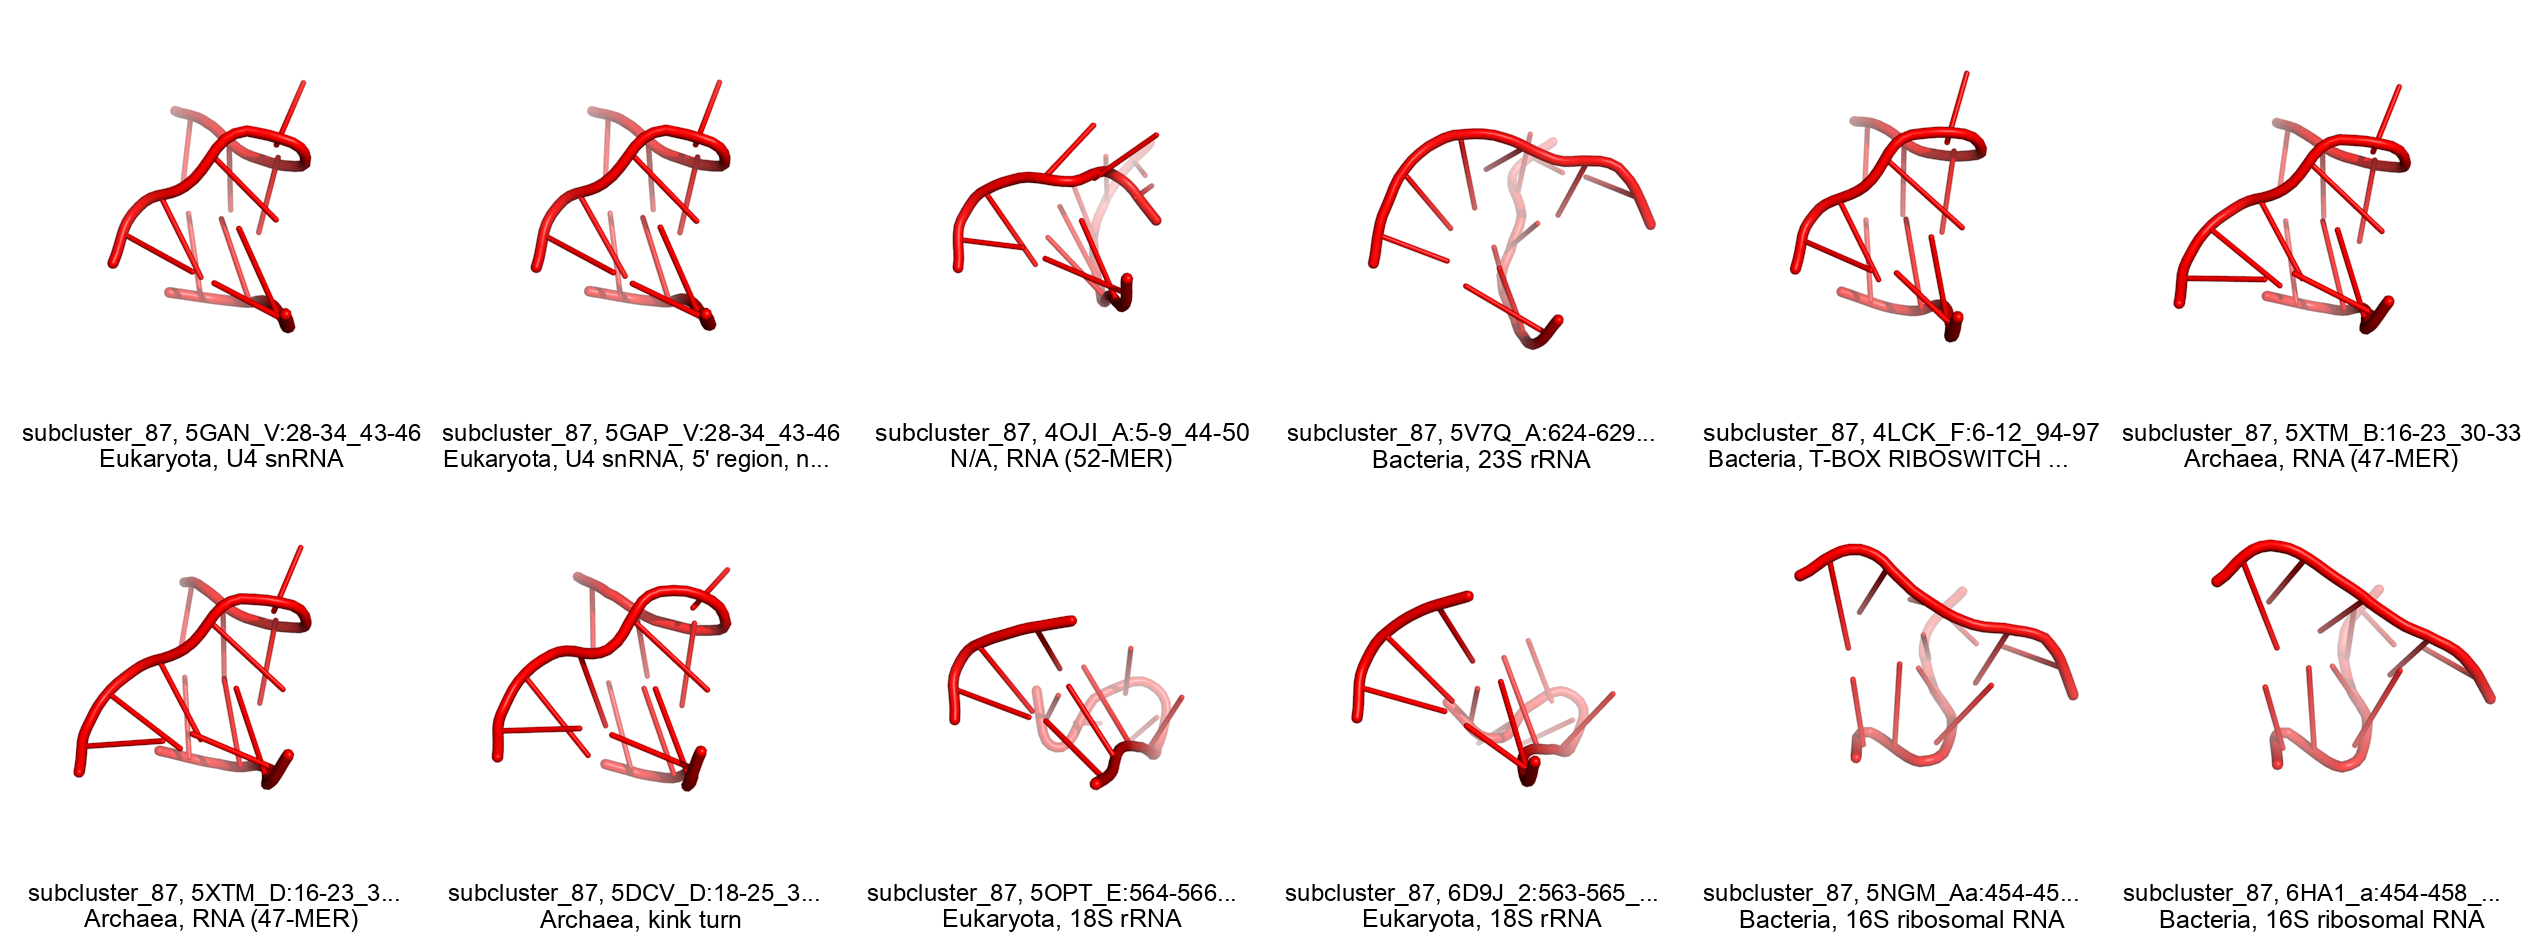 subcluster_87, 5GAN_V:28-34_43-46
Eukaryota, U4 snRNA
subcluster_87, 5GAP_V:28-34_43-46
Eukaryota, U4 snRNA, 5' region, n...
subcluster_87, 4OJI_A:5-9_44-50
N/A, RNA (52-MER)
subcluster_87, 5V7Q_A:624-629...
Bacteria, 23S rRNA
subcluster_87, 4LCK_F:6-12_94-97
Bacteria, T-BOX RIBOSWITCH ...
subcluster_87, 5XTM_B:16-23_30-33
Archaea, RNA (47-MER)
subcluster_87, 5XTM_D:16-23_3...
Archaea, RNA (47-MER)
subcluster_87, 5DCV_D:18-25_3...
Archaea, kink turn
subcluster_87, 5OPT_E:564-566...
Eukaryota, 18S rRNA
subcluster_87, 6D9J_2:563-565_...
Eukaryota, 18S rRNA
subcluster_87, 5NGM_Aa:454-45...
Bacteria, 16S ribosomal RNA
subcluster_87, 6HA1_a:454-458_...
Bacteria, 16S ribosomal RNA